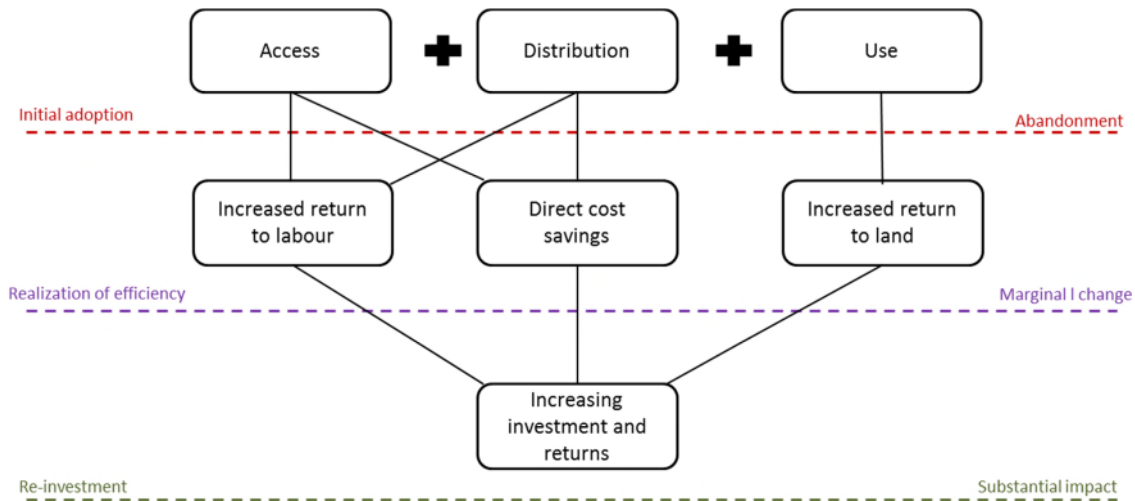 Access
Distribution
Use
Initial adoption
Abandonment
Increased return
to labour
Direct cost
savings
Increased return
to land
Realization of efficiency
Marginal l change
Increasing
investment and
returns
Re-investment
Substantial impact